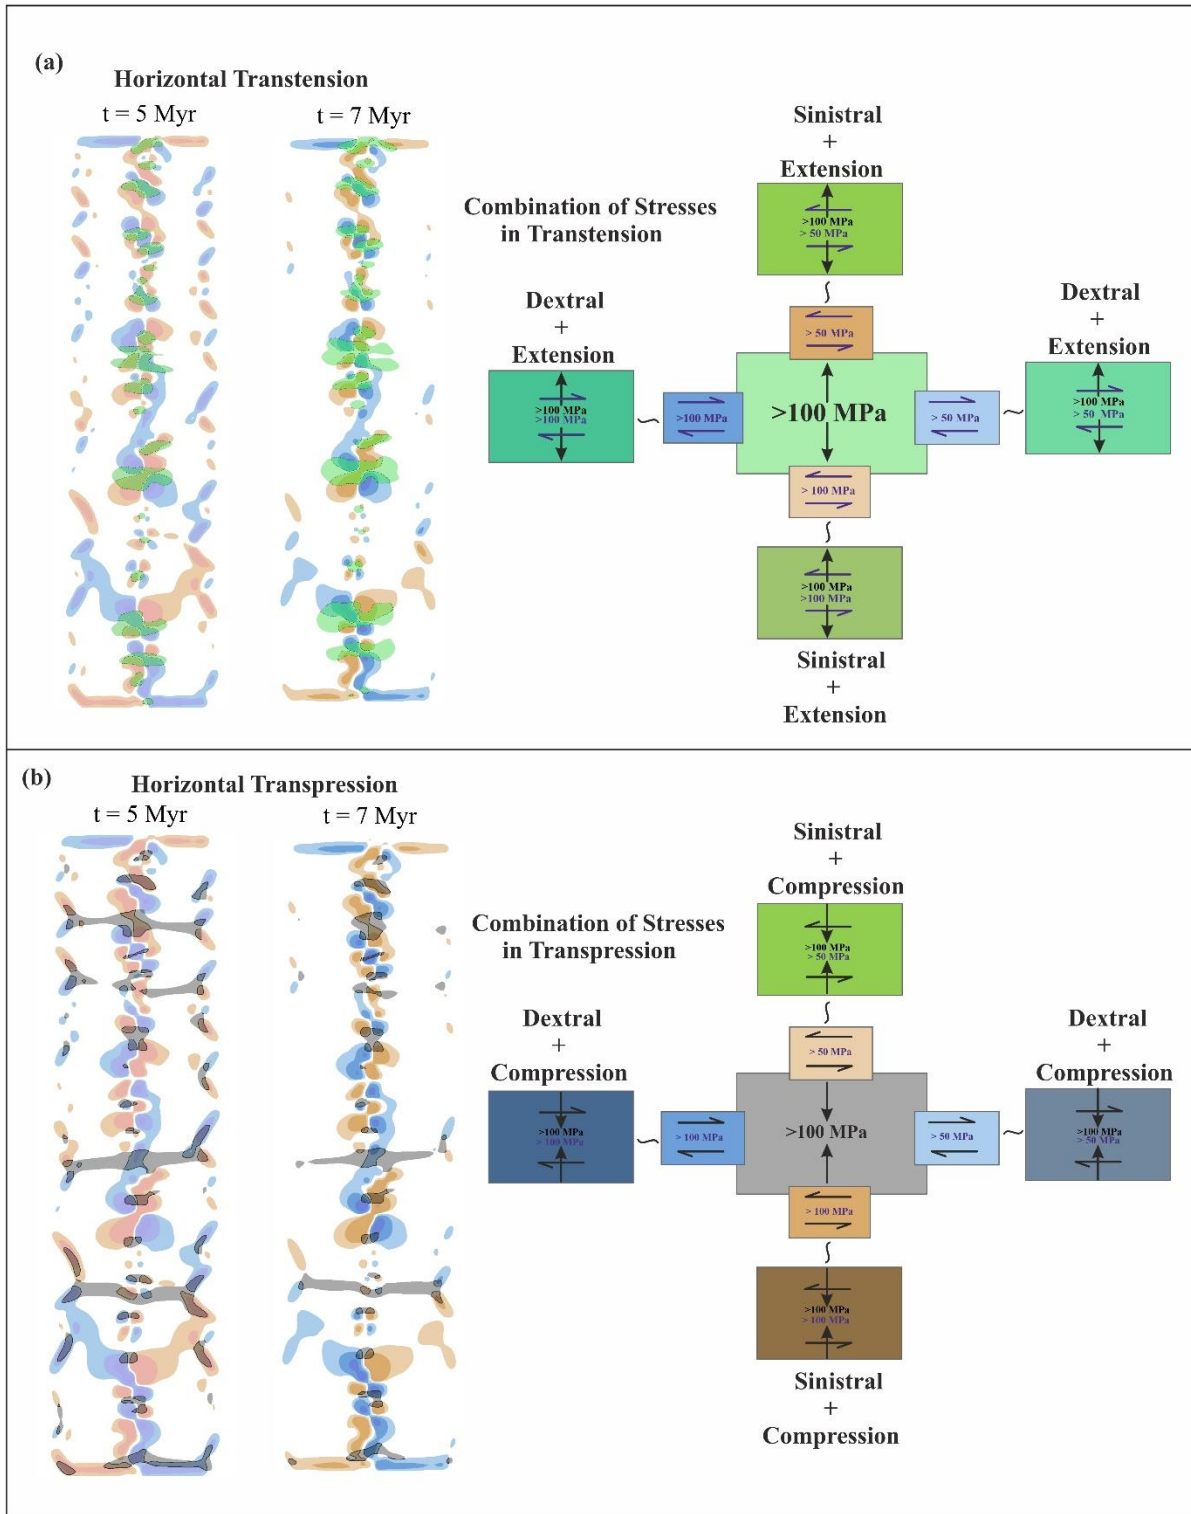 (a)
Horizontal Transtension
t = 5 Myr
t = 7 Myr
Combination of Stresses
in Transtension
Sinistral
+
Extension
>100 MPa
> 50 MPa
> 50 MPa
Dextral
+
Extension
>100 MPa
>100 MPa
>100 MPa
>100 MPa
> 50 MPa
Dextral
+
Extension
>100 MPa
> 50 MPa
> 100 MPa
>100 MPa
>100 MPa
Sinistral
+
Extension
(b)
Horizontal Transpression
t = 5 Myr
t = 7 Myr
Combination of Stresses
in Transpression
Sinistral
+
Compression
>100 MPa
> 50 MPa
> 50 MPa
Dextral
+
Compression
>100 MPa
> 100 MPa
> 100 MPa
>100 MPa
> 50 MPa
Dextral
+
Compression
>100 MPa
> 50 MPa
> 100 MPa
>100 MPa
> 100 MPa
Sinistral
+
Compression